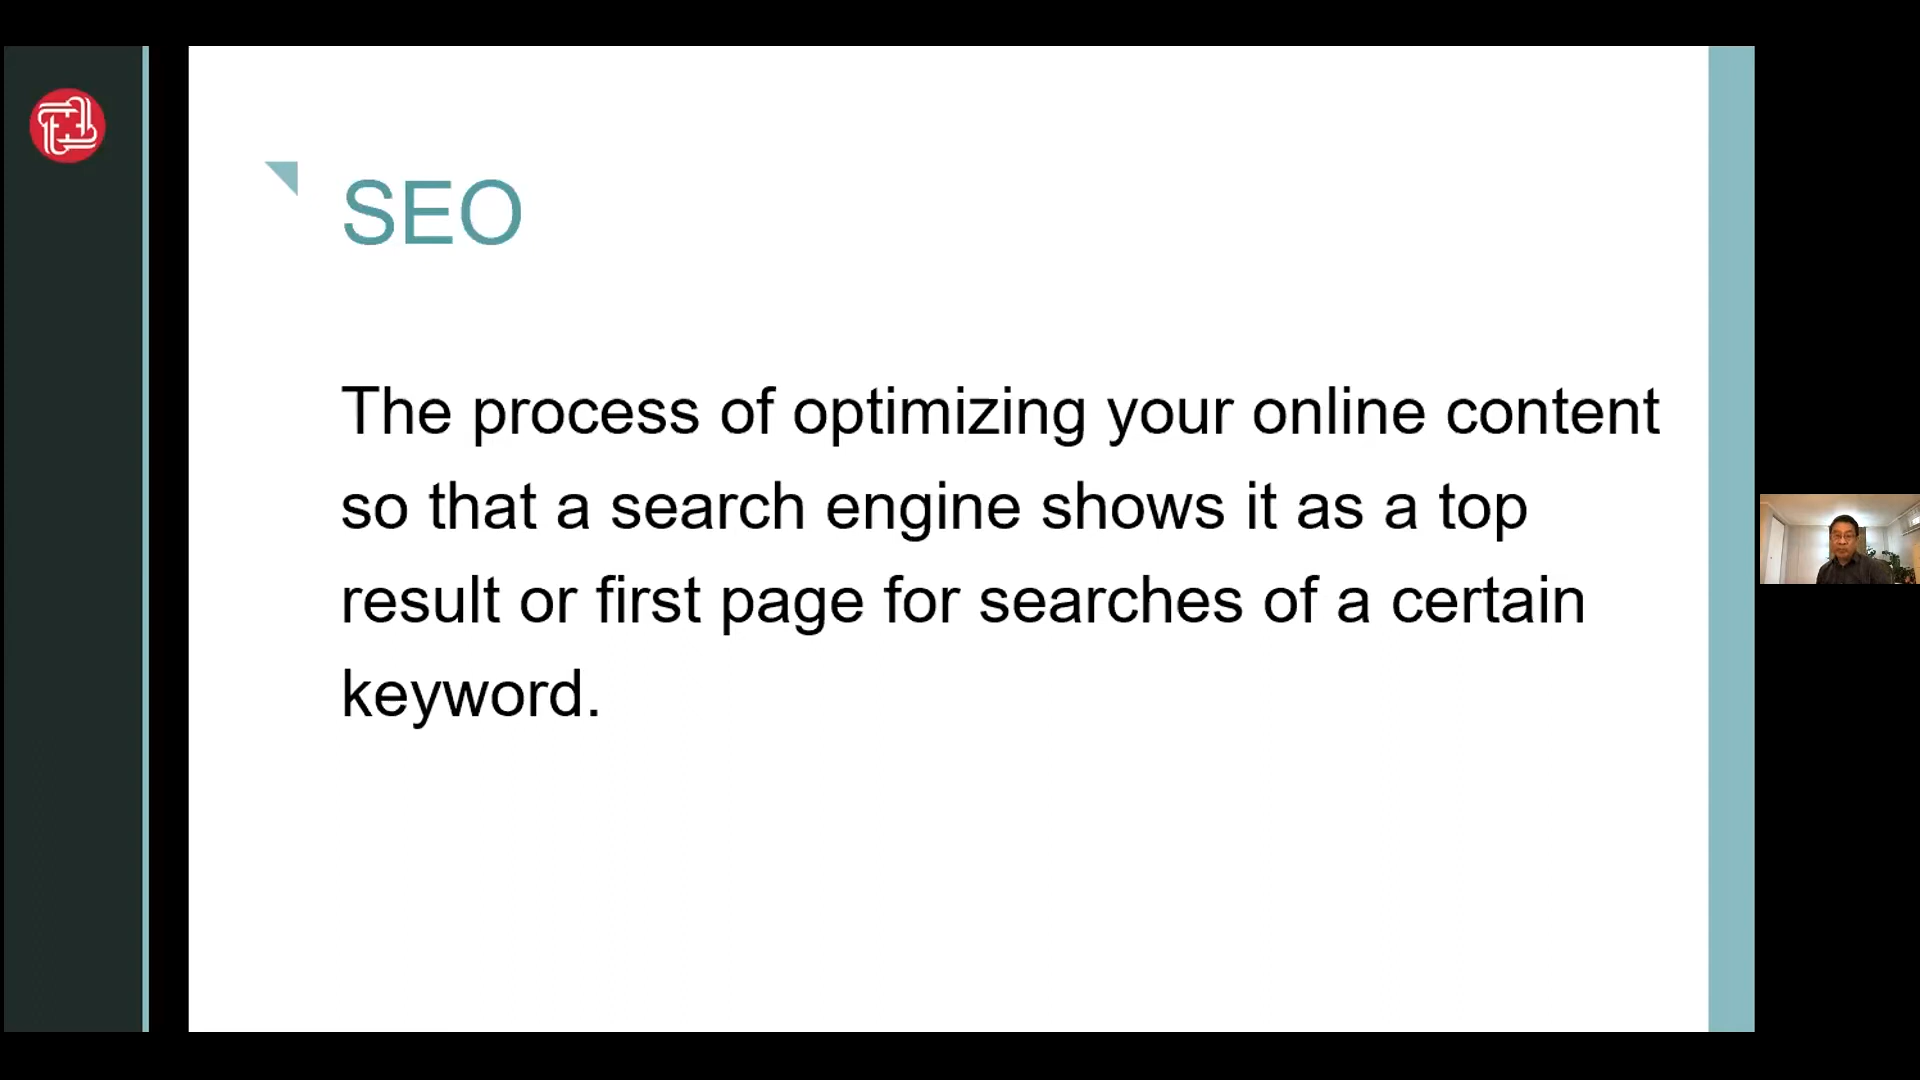 SEO
The process of optimizing your online content
so that a search engine shows it as a top
result or first page for searches of a certain
keyword.